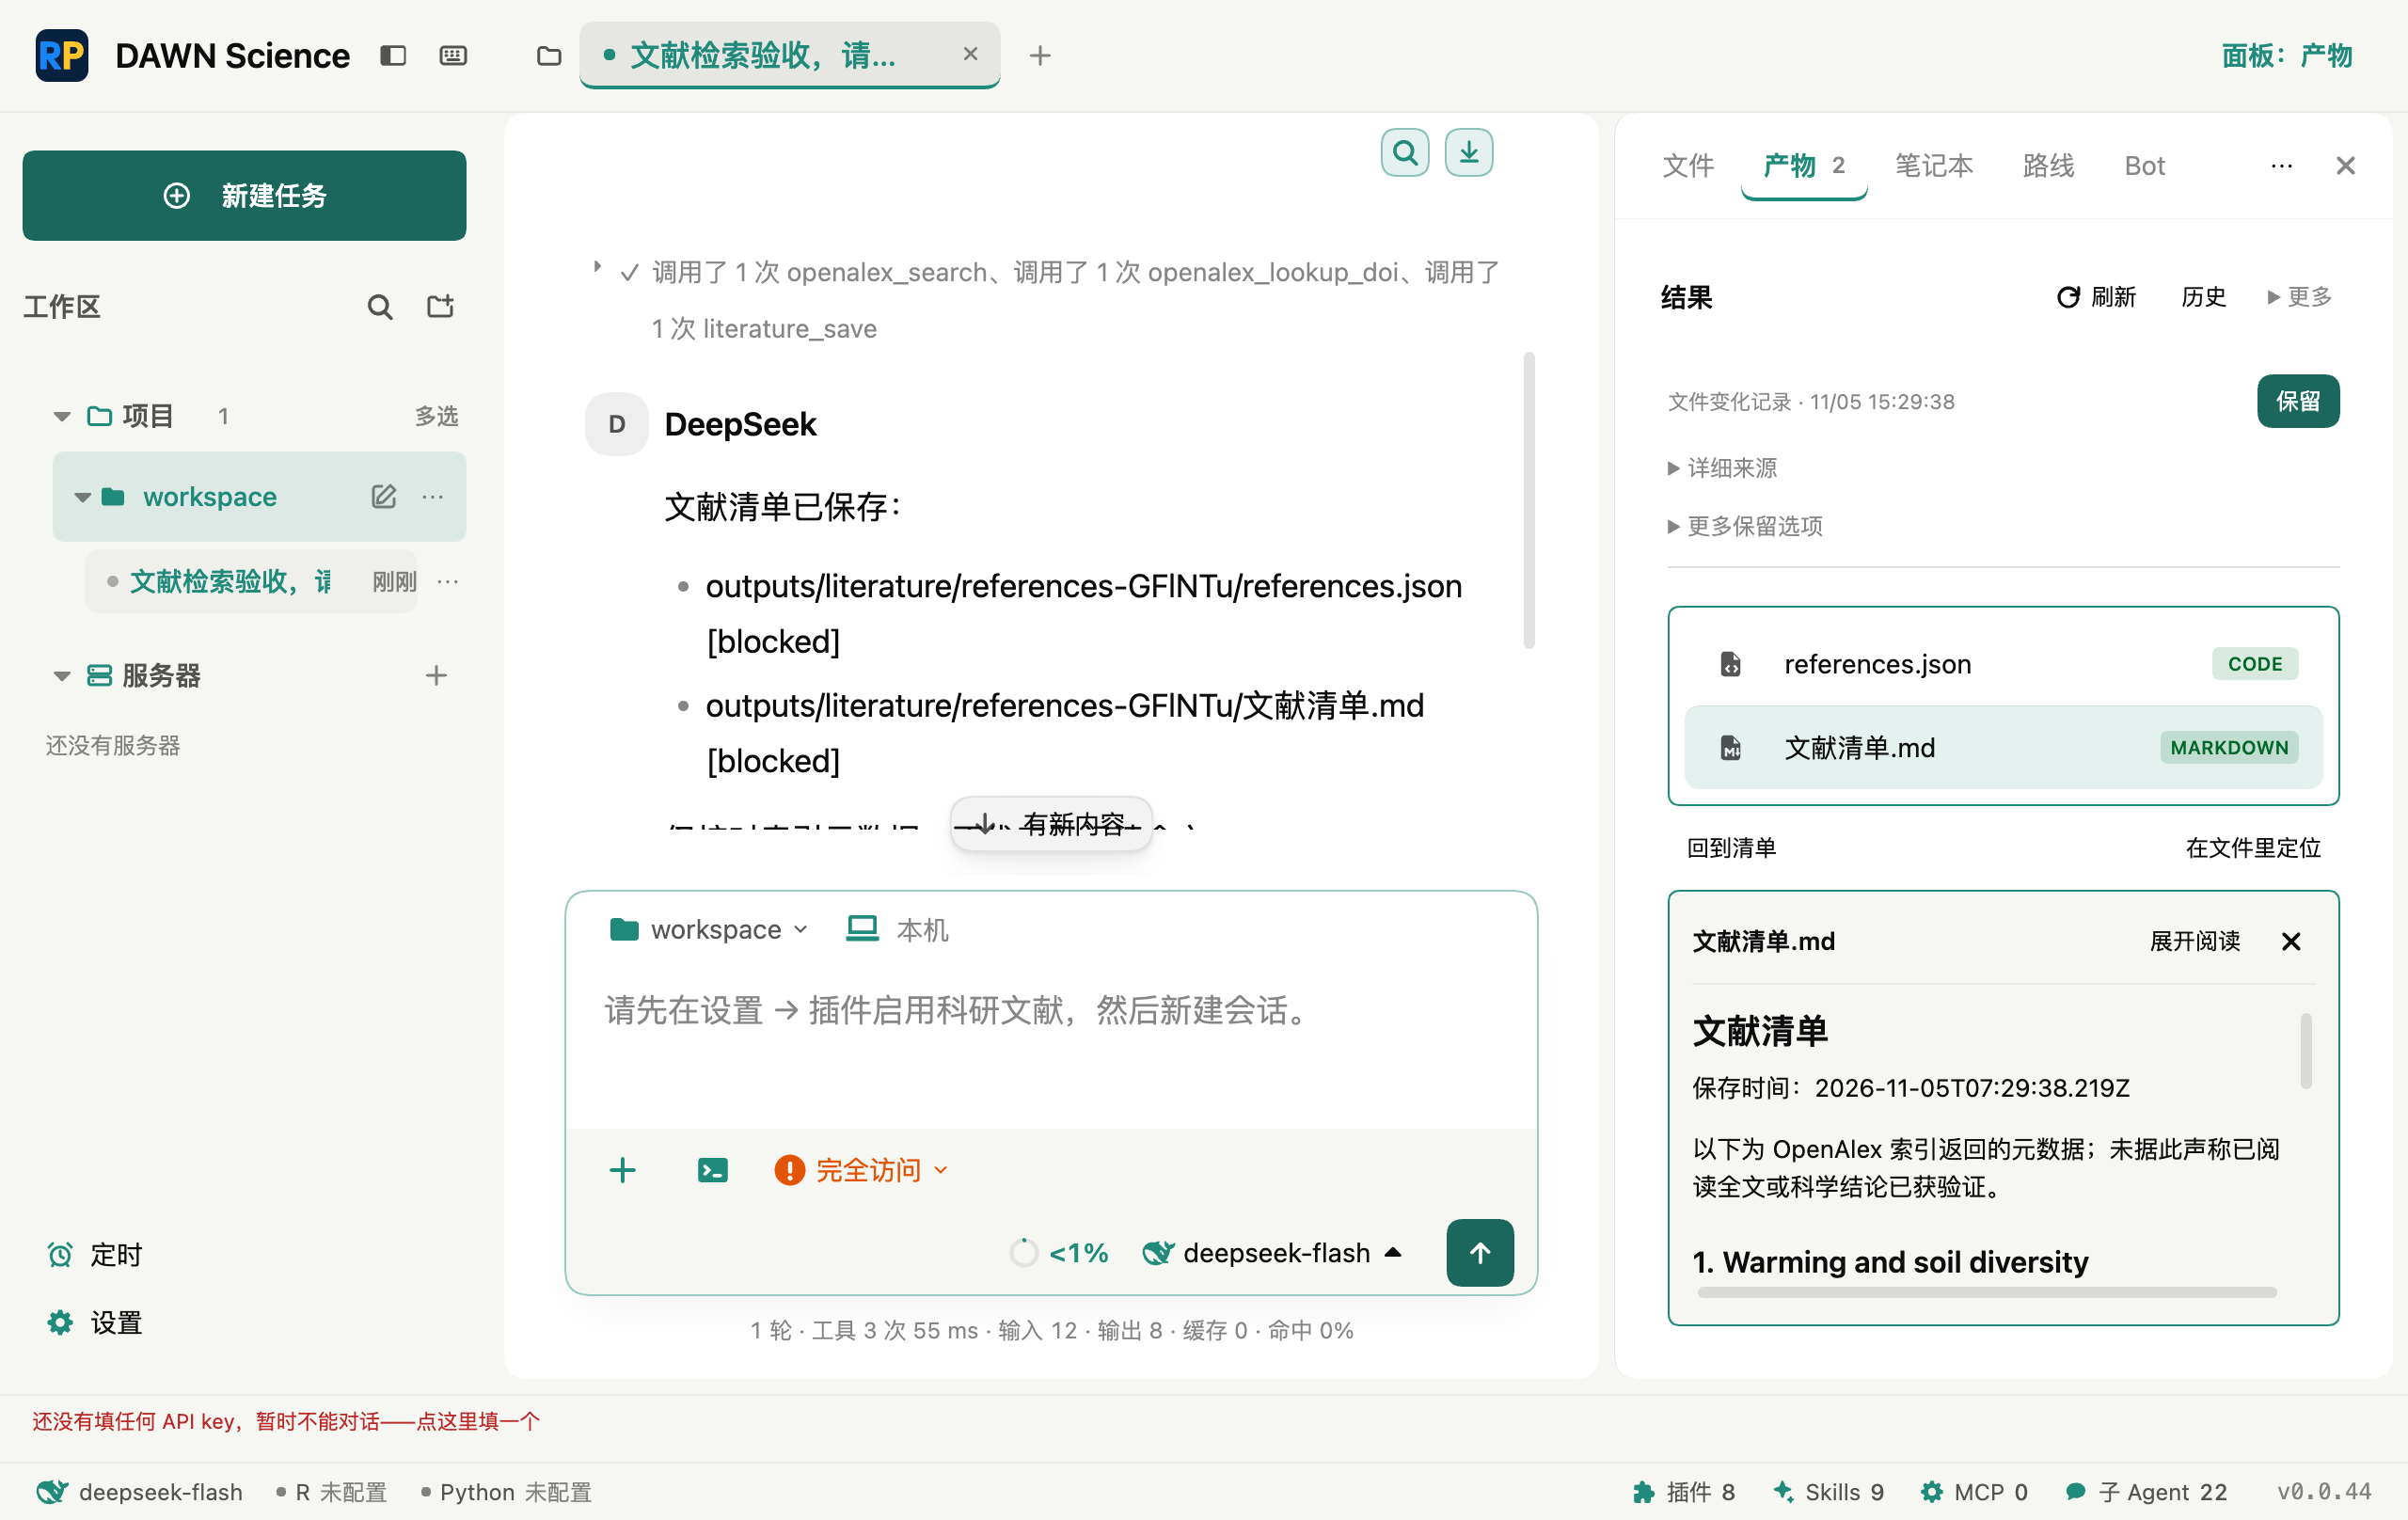 RP DAWN Science
文献检索验收，请...
面板：产物
新建任务
工作区
项目 1 多选
workspace
文献检索验收，请 刚刚
服务器
还没有服务器
定时
设置
调用了 1 次 openalex_search、调用了 1 次 openalex_lookup_doi、调用了
1 次 literature_save
D DeepSeek
文献清单已保存：
outputs/literature/references-GFlNTu/references.json
[blocked]
outputs/literature/references-GFlNTu/文献清单.md
[blocked]
有新内容
workspace 本机
请先在设置 → 插件启用科研文献，然后新建会话。
完全访问
<1% deepseek-flash
1 轮 · 工具 3 次 55 ms · 输入 12 · 输出 8 · 缓存 0 · 命中 0%
文件 产物 2 笔记本 路线 Bot
结果 刷新 历史 更多
文件变化记录 · 11/05 15:29:38 保留
详细来源
更多保留选项
references.json CODE
文献清单.md MARKDOWN
回到清单 在文件里定位
文献清单.md 展开阅读
文献清单
保存时间：2026-11-05T07:29:38.219Z
以下为 OpenAlex 索引返回的元数据；未据此声称已阅
读全文或科学结论已获验证。
1. Warming and soil diversity
还没有填任何 API key，暂时不能对话——点这里填一个
deepseek-flash R 未配置 Python 未配置
插件 8 Skills 9 MCP 0 子 Agent 22 v0.0.44